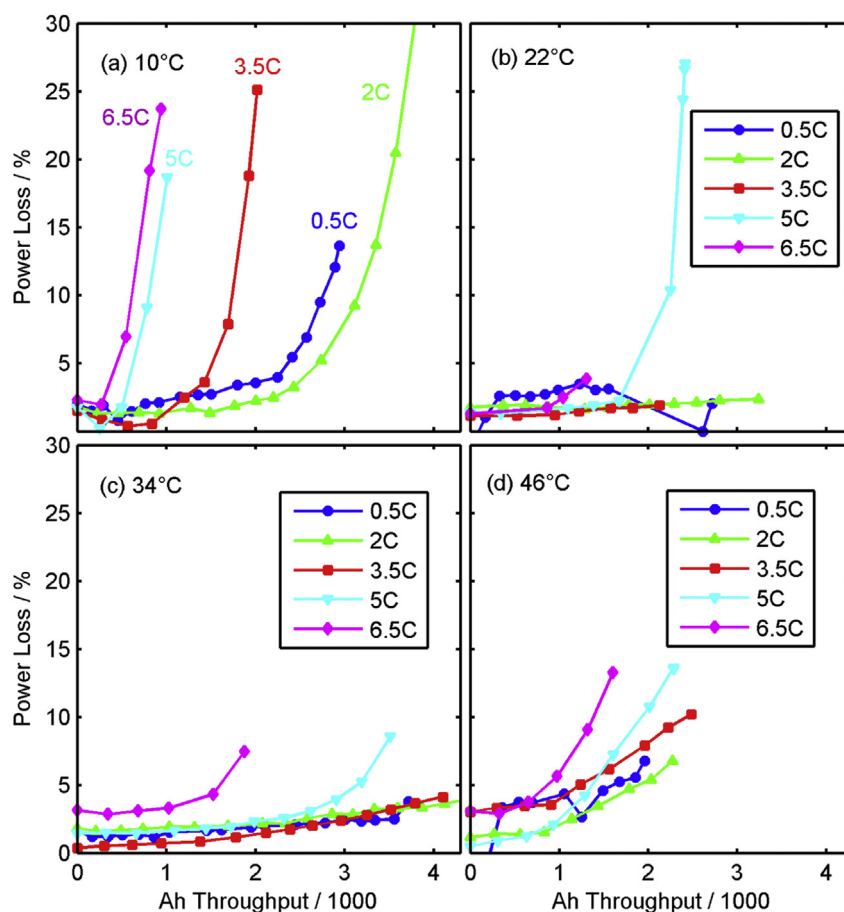 30
25
20
15
10
5
0
Power Loss / %
(a) 10°C
6.5C
5C
3.5C
2C
0.5C
(b) 22°C
0.5C
2C
3.5C
5C
6.5C
30
25
20
15
10
5
0
Power Loss / %
(c) 34°C
0.5C
2C
3.5C
5C
6.5C
(d) 46°C
0.5C
2C
3.5C
5C
6.5C
0 1 2 3 4
0 1 2 3 4
Ah Throughput / 1000
Ah Throughput / 1000